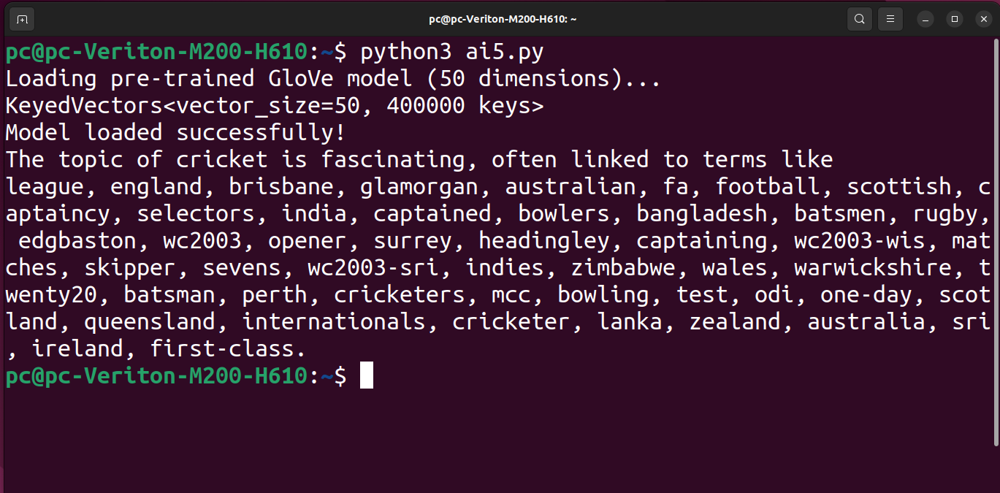 pc@pc-Veriton-M200-H610: ~
pc@pc-Veriton-M200-H610:~$ python3 ai5.py
Loading pre-trained GloVe model (50 dimensions)...
KeyedVectors<vector_size=50, 400000 keys>
Model loaded successfully!
The topic of cricket is fascinating, often linked to terms like
league, england, brisbane, glamorgan, australian, fa, football, scottish, c
aptaincy, selectors, india, captained, bowlers, bangladesh, batsmen, rugby,
 edgbaston, wc2003, opener, surrey, headingley, captaining, wc2003-wis, mat
ches, skipper, sevens, wc2003-sri, indies, zimbabwe, wales, warwickshire, t
wenty20, batsman, perth, cricketers, mcc, bowling, test, odi, one-day, scot
land, queensland, internationals, cricketer, lanka, zealand, australia, sri
, ireland, first-class.
pc@pc-Veriton-M200-H610:~$